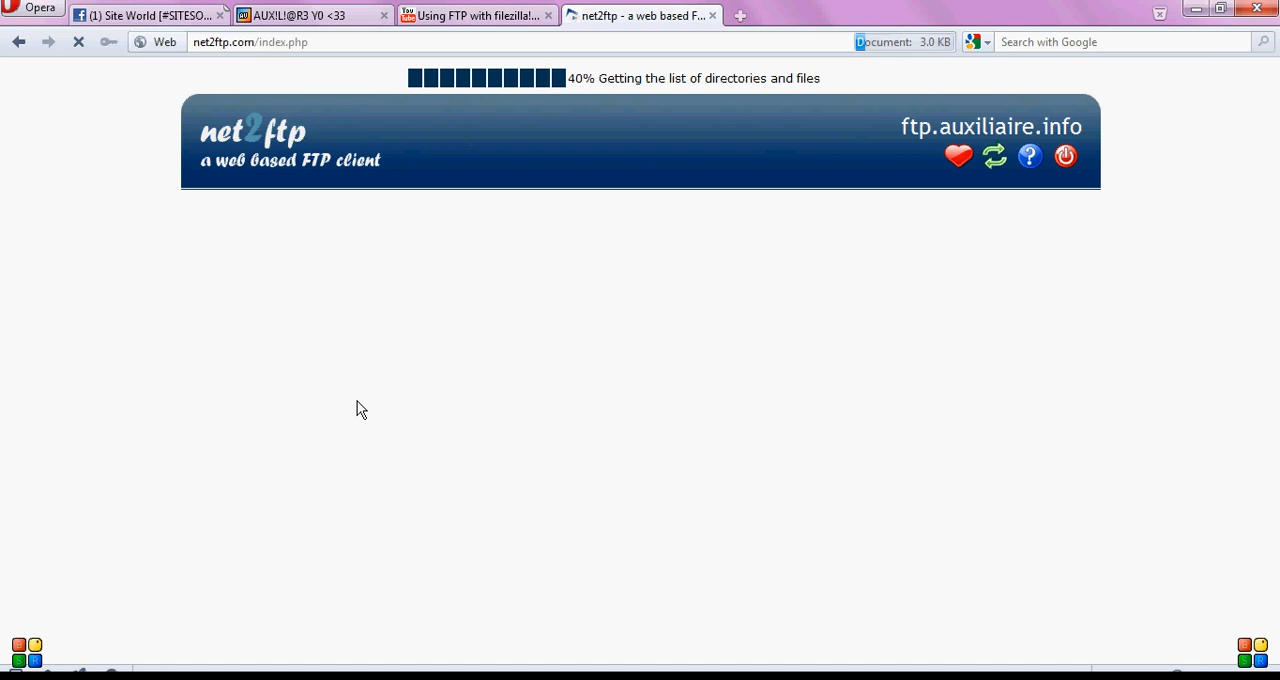 Opera
(1) Site World [#SITESO...
AUX!L!@R3 Y0 <33
You Tube
Using FTP with filezilla!...
net2ftp - a web based F...
Web
net2ftp.com/index.php
Document: 3.0 KB
Search with Google
40% Getting the list of directories and files
net2ftp
a web based FTP client
ftp.auxiliaire.info